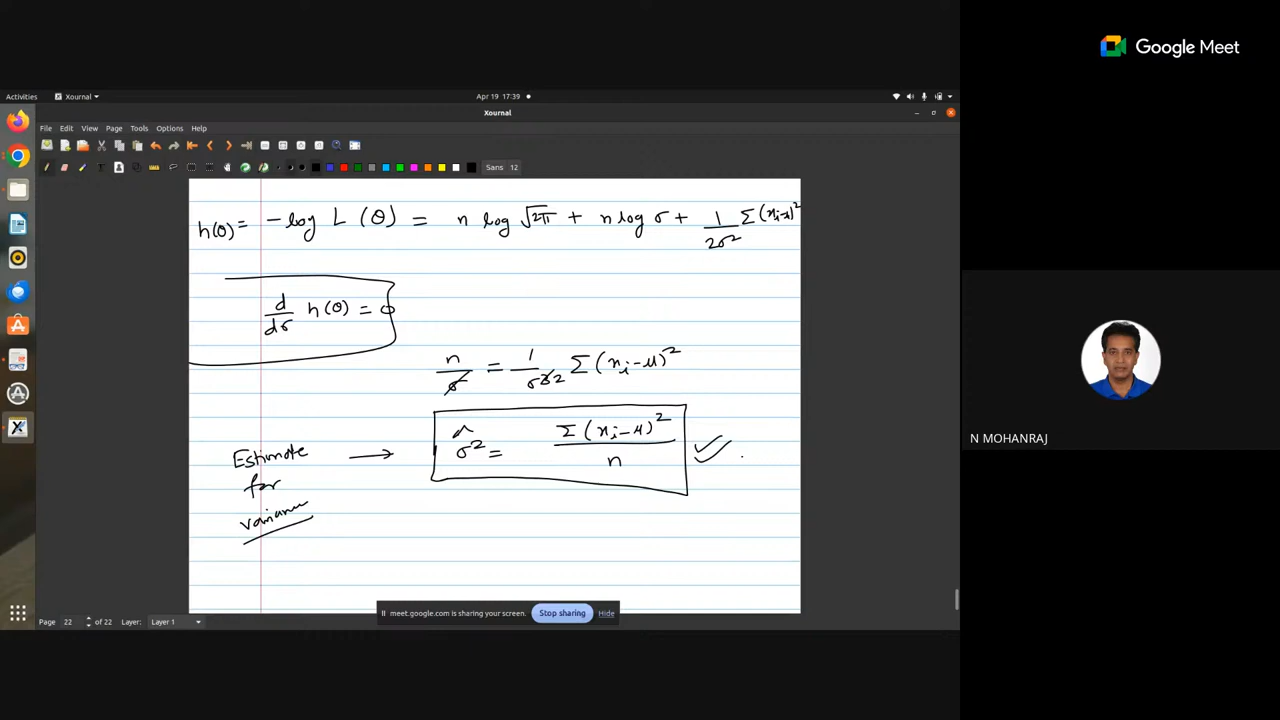 Google Meet
Activities Xournal Apr 19 17:39
Xournal
File Edit View Page Tools Options Help
Sans 12
h(θ) = -log L (θ) = n log √2π + n log σ + 1/2σ² Σ(xᵢ-μ)²
d/dσ h(θ) = 0
n/σ = 1/σ³² Σ (xᵢ-μ)²
σ̂² = Σ (xᵢ-μ)²/n
Estimate
for
variance
meet.google.com is sharing your screen. Stop sharing Hide
Page 22 of 22 Layer: Layer 1
N MOHANRAJ